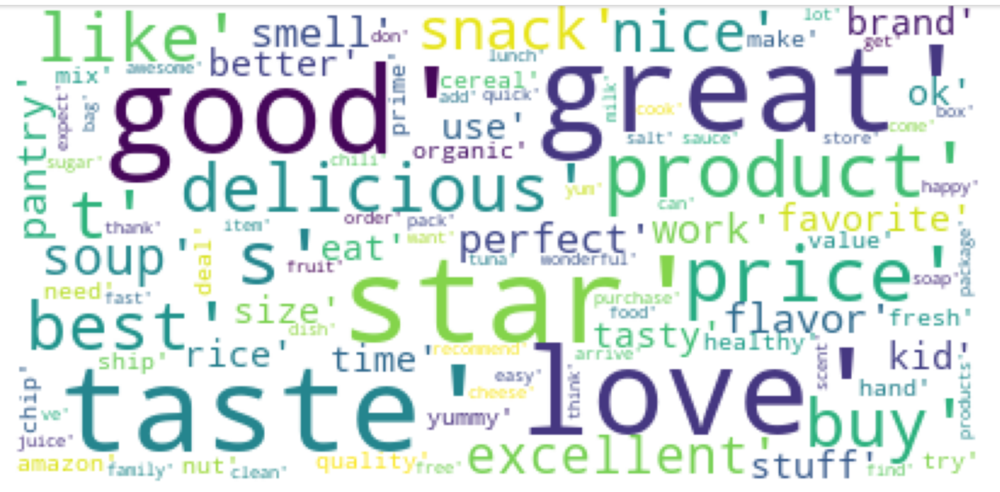 like' smell' don' snack' nice' make' lot' brand' get'
mix' awesome' better' prime' lunch'
good' cereal' add' quick' milk' great' cook' ok' box'
pantry' expect' bag' use' salt' sauce' store' come'
sugar' chili' organic'
delicious' yum' product' happy' can'
t' thank' item' order' pack' want' perfect' work' favorite'
soup' deal' s' eat' fruit' tuna' wonderful' value' package'
need' fast' star' price' soap'
best' size' dish' purchase' food' flavor' fresh'
ship' rice' time' recommend' tasty' healthy' arrive' scent' kid'
chip' ve' taste' easy' cheese' think' love' hand' products'
juice' yummy' buy'
amazon' family' nut' clean' quality' free' excellent' stuff' find' try'